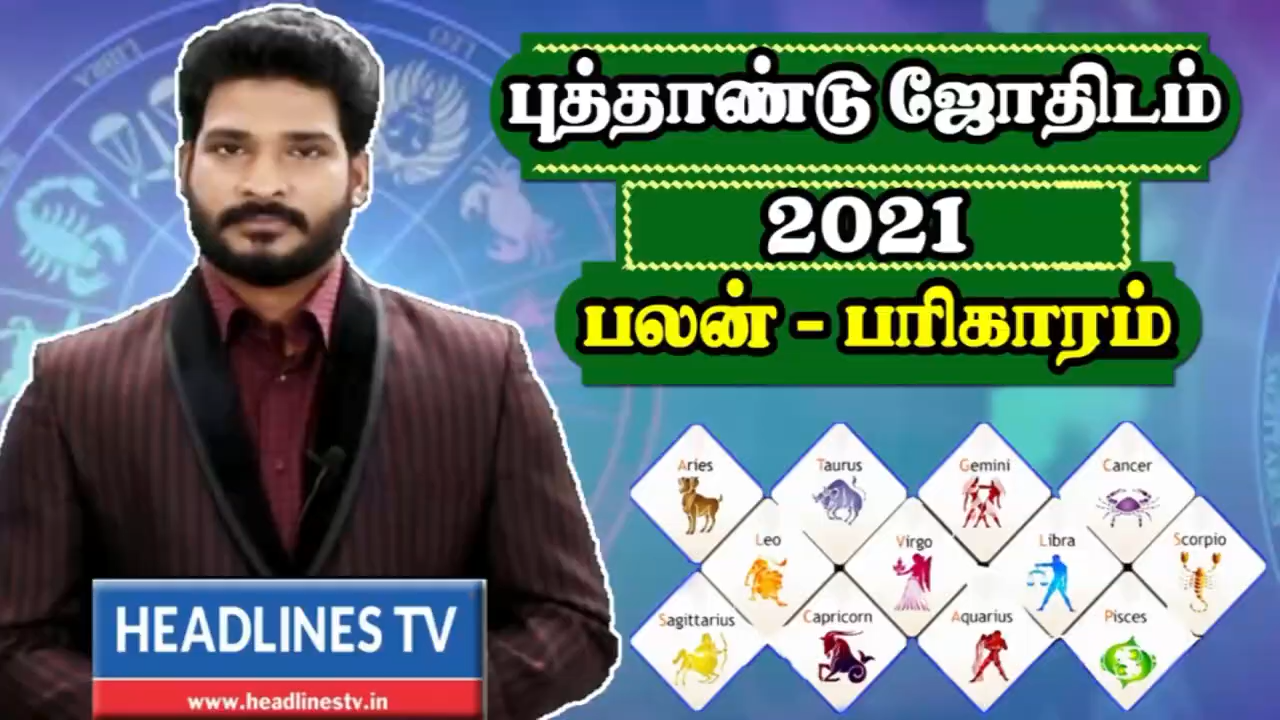 புத்தாண்டு ஜோதிடம்
2021
பலன் - பரிகாரம்
Aries
Taurus
Gemini
Cancer
Leo
Virgo
Libra
Scorpio
Sagittarius
Capricorn
Aquarius
Pisces
HEADLINES TV
www.headlinestv.in